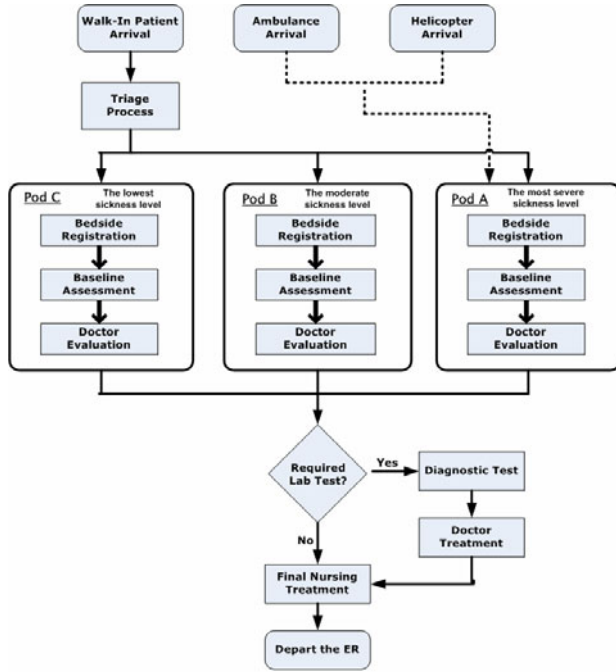 Walk-In Patient
Arrival
Ambulance
Arrival
Helicopter
Arrival
Triage
Process
Pod C
The lowest
sickness level
Bedside
Registration
Baseline
Assessment
Doctor
Evaluation
Pod B
The moderate
sickness level
Bedside
Registration
Baseline
Assessment
Doctor
Evaluation
Pod A
The most severe
sickness level
Bedside
Registration
Baseline
Assessment
Doctor
Evaluation
Required
Lab Test?
Yes
Diagnostic Test
Doctor
Treatment
No
Final Nursing
Treatment
Depart the ER